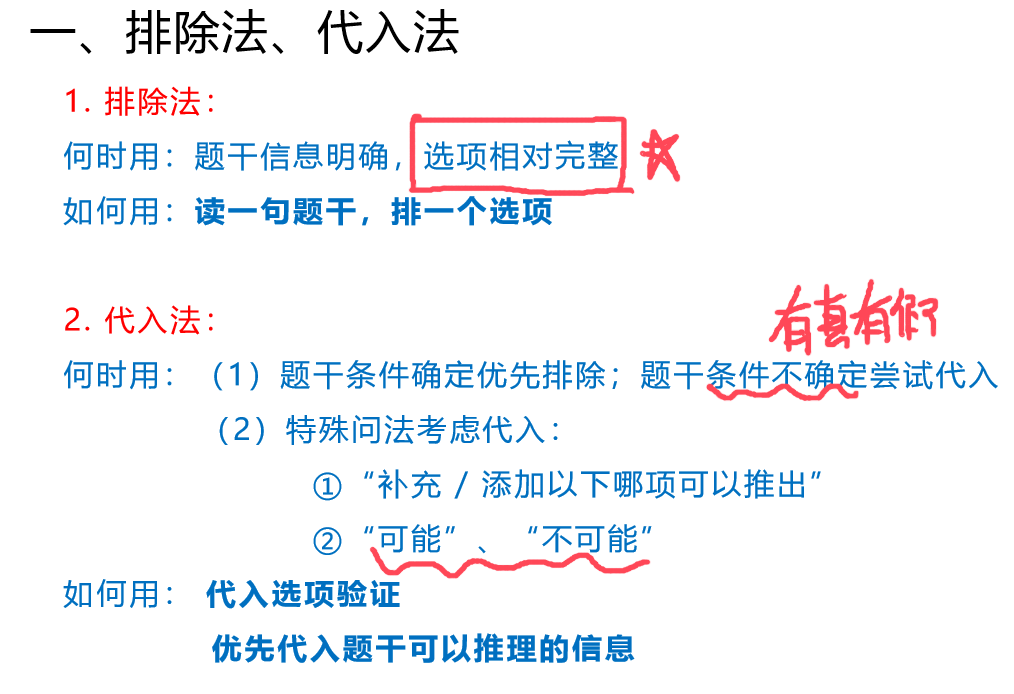 一、排除法、代入法
1. 排除法：
何时用：题干信息明确，选项相对完整
如何用：读一句题干，排一个选项
有真有假
2. 代入法：
何时用：（1）题干条件确定优先排除；题干条件不确定尝试代入
（2）特殊问法考虑代入：
①“补充 / 添加以下哪项可以推出”
②“可能”、“不可能”
如何用：代入选项验证
优先代入题干可以推理的信息